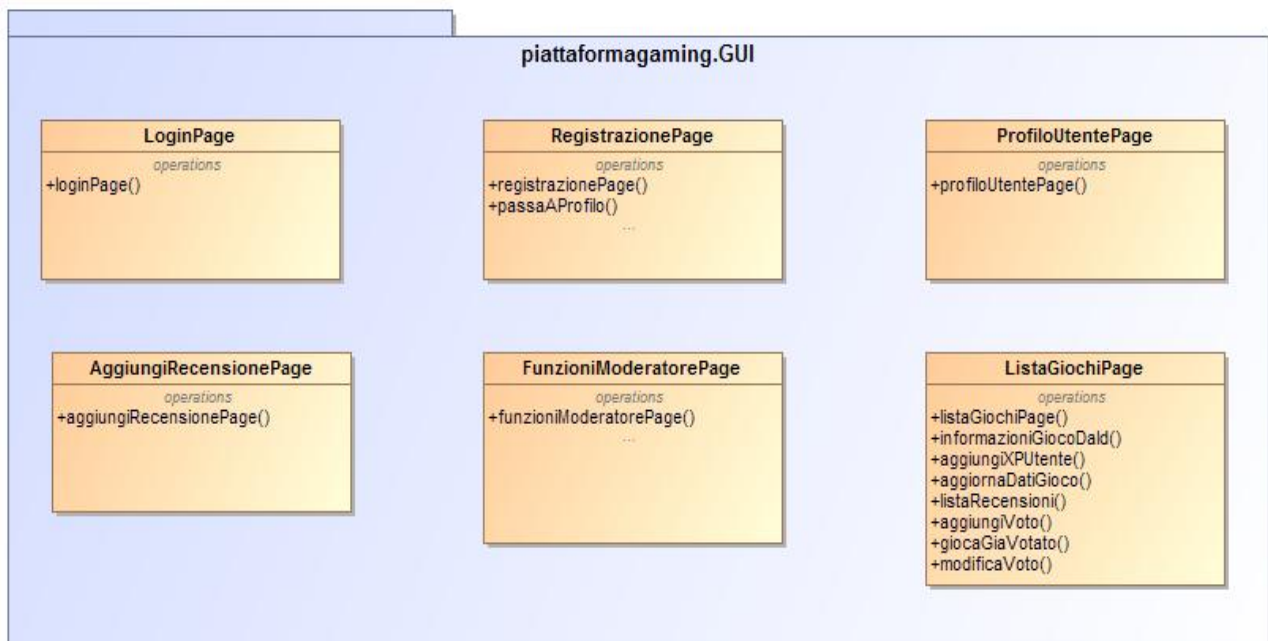 piattaformagaming.GUI
LoginPage
operations
+loginPage()
RegistrazionePage
operations
+registrazionePage()
+passaAProfilo()
...
ProfiloUtentePage
operations
+profiloUtentePage()
AggiungiRecensionePage
operations
+aggiungiRecensionePage()
FunzioniModeratorePage
operations
+funzioniModeratorePage()
...
ListaGiochiPage
operations
+listaGiochiPage()
+informazioniGiocoDaId()
+aggiungiXPUtente()
+aggiornaDatiGioco()
+listaRecensioni()
+aggiungiVoto()
+giocaGiaVotato()
+modificaVoto()